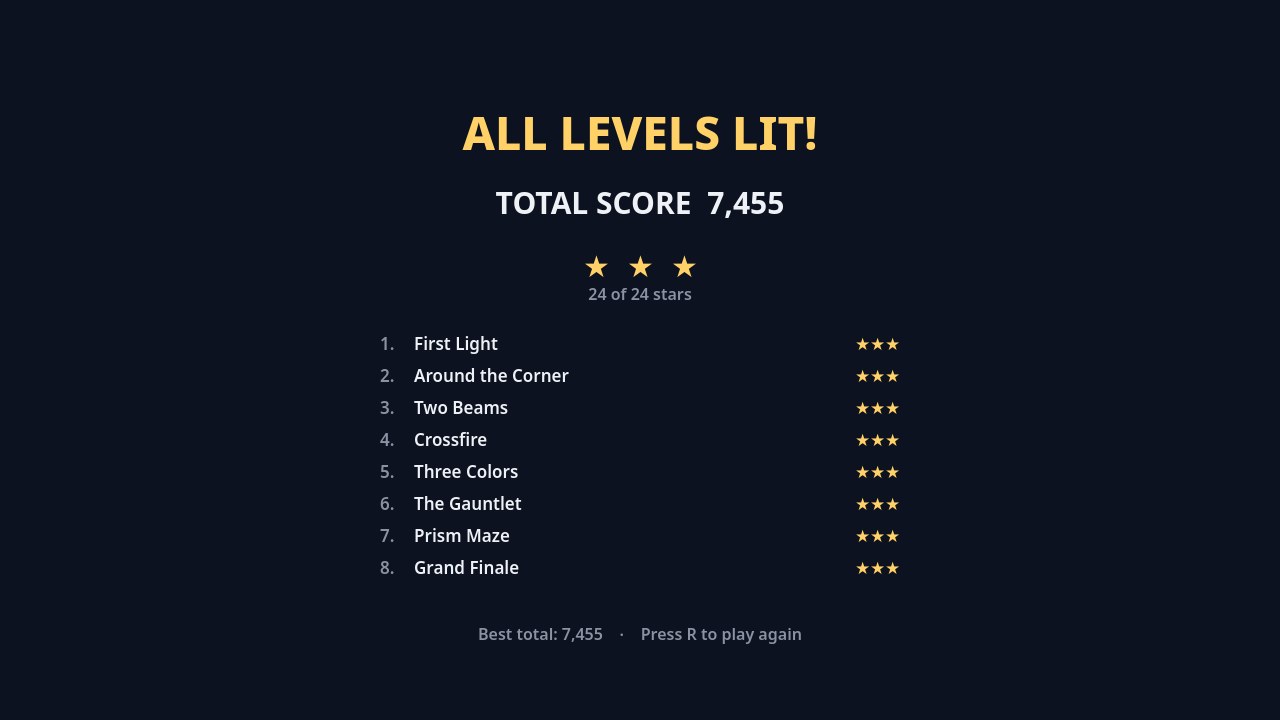 ALL LEVELS LIT!
TOTAL SCORE 7,455
★ ★ ★
24 of 24 stars
1. First Light ★★★
2. Around the Corner ★★★
3. Two Beams ★★★
4. Crossfire ★★★
5. Three Colors ★★★
6. The Gauntlet ★★★
7. Prism Maze ★★★
8. Grand Finale ★★★
Best total: 7,455 · Press R to play again